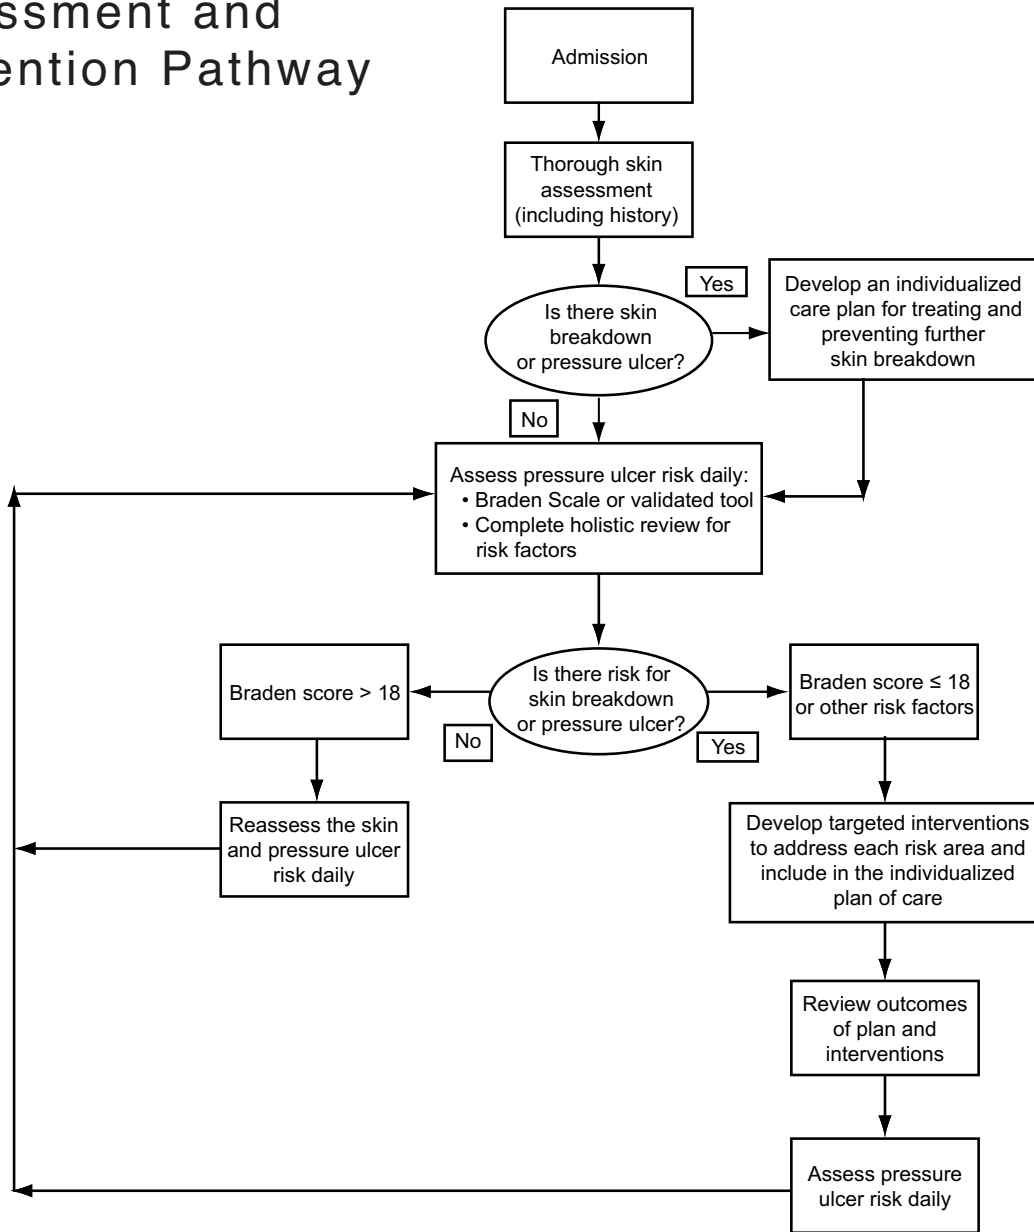 ssment and
ention Pathway
Admission
Thorough skin
assessment
(including history)
Is there skin
breakdown
or pressure ulcer?
Yes
Develop an individualized
care plan for treating and
preventing further
skin breakdown
No
Assess pressure ulcer risk daily:
• Braden Scale or validated tool
• Complete holistic review for
risk factors
Is there risk for
skin breakdown
or pressure ulcer?
No
Yes
Braden score > 18
Braden score ≤ 18
or other risk factors
Reassess the skin
and pressure ulcer
risk daily
Develop targeted interventions
to address each risk area and
include in the individualized
plan of care
Review outcomes
of plan and
interventions
Assess pressure
ulcer risk daily